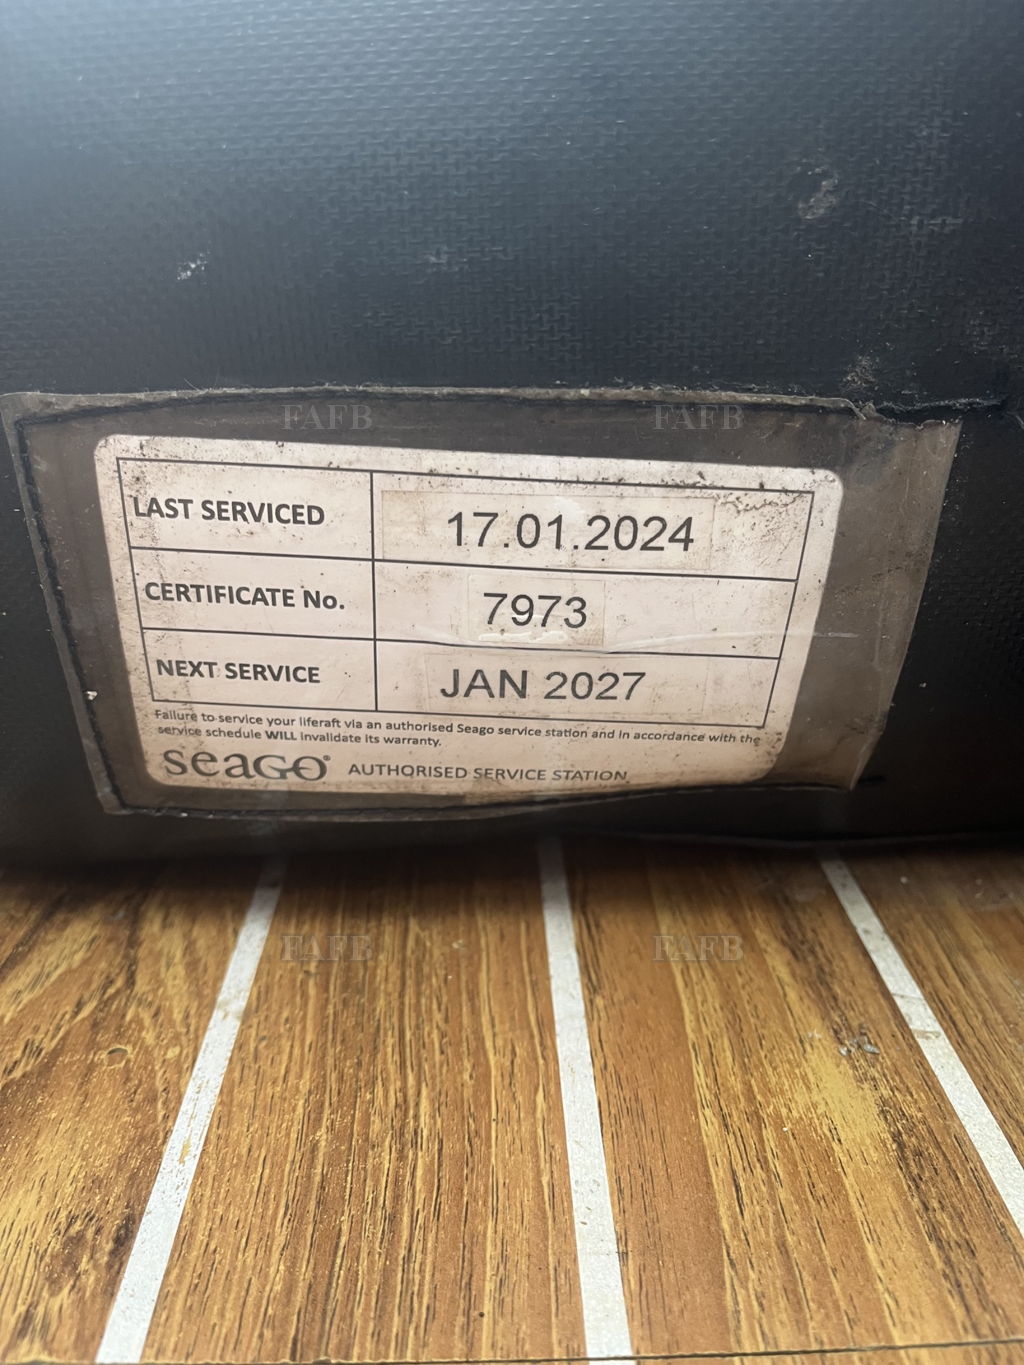 FAFB FAFB
LAST SERVICED 17.01.2024
CERTIFICATE No. 7973
NEXT SERVICE JAN 2027
Failure to service your liferaft via an authorised Seago service station and in accordance with the
service schedule WILL invalidate its warranty.
seaGO® AUTHORISED SERVICE STATION
FAFB FAFB